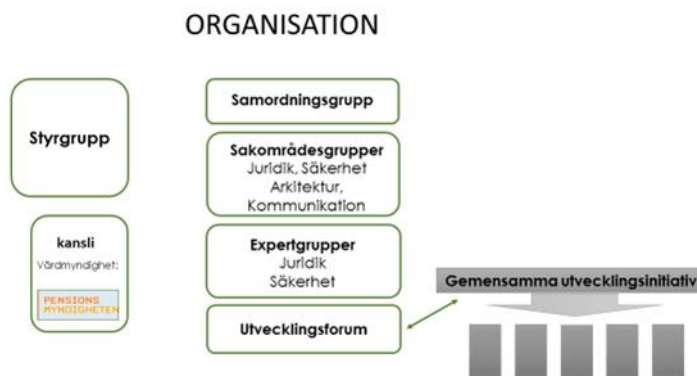 ORGANISATION
Styrgrupp
kansli
Värdmyndighet:
PENSIONS
MYNDIGHETEN
Samordningsgrupp
Sakområdesgrupper
Juridik, Säkerhet
Arkitektur,
Kommunikation
Expertgrupper
Juridik
Säkerhet
Utvecklingsforum
Gemensamma utvecklingsinitiativ